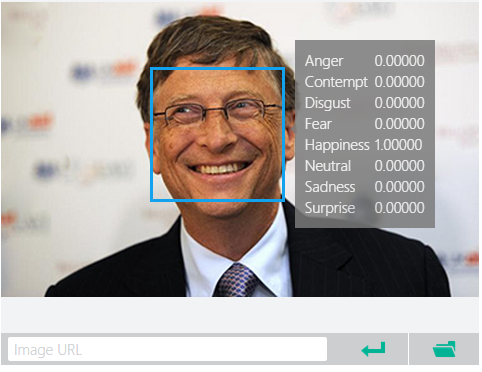 Anger 0.00000
Contempt 0.00000
Disgust 0.00000
Fear 0.00000
Happiness 1.00000
Neutral 0.00000
Sadness 0.00000
Surprise 0.00000
Image URL